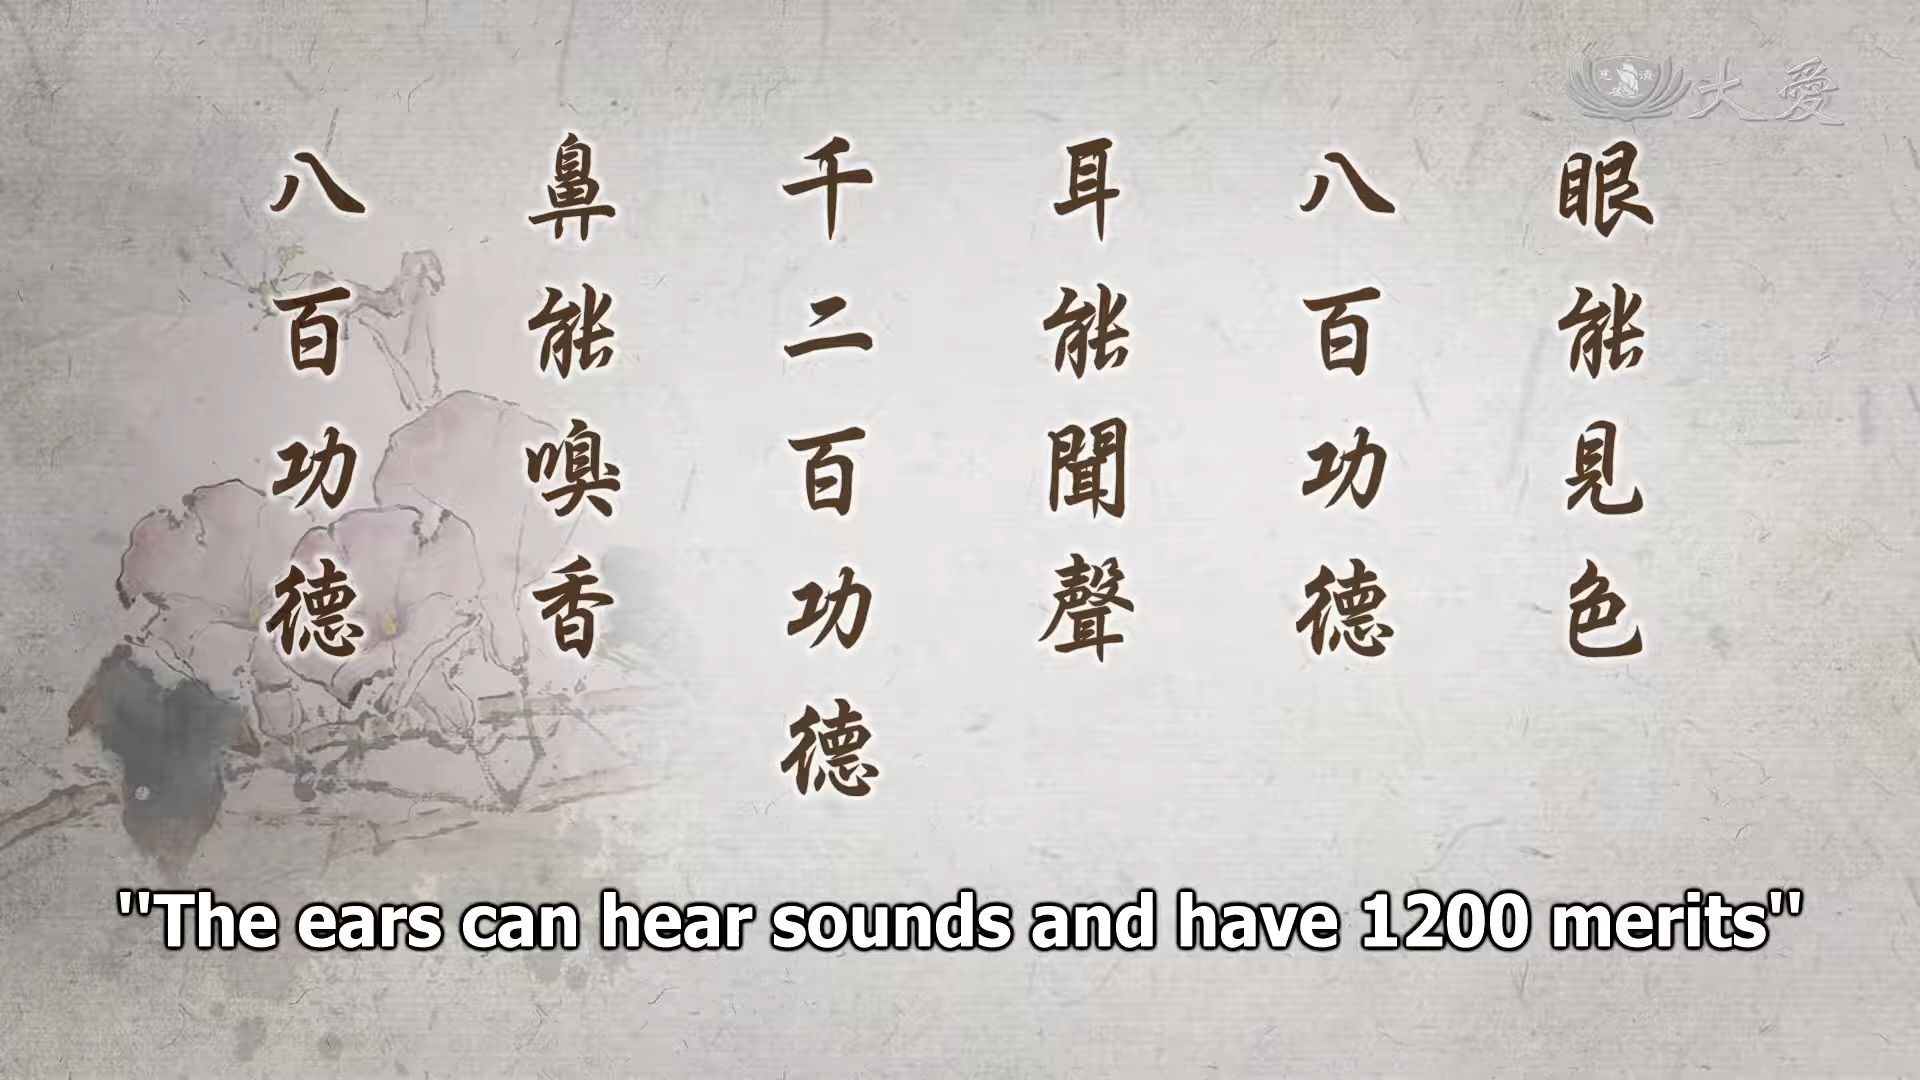 眼能見色
八百功德
耳能聞聲
千二百功德
鼻能嗅香
八百功德
大愛
"The ears can hear sounds and have 1200 merits"